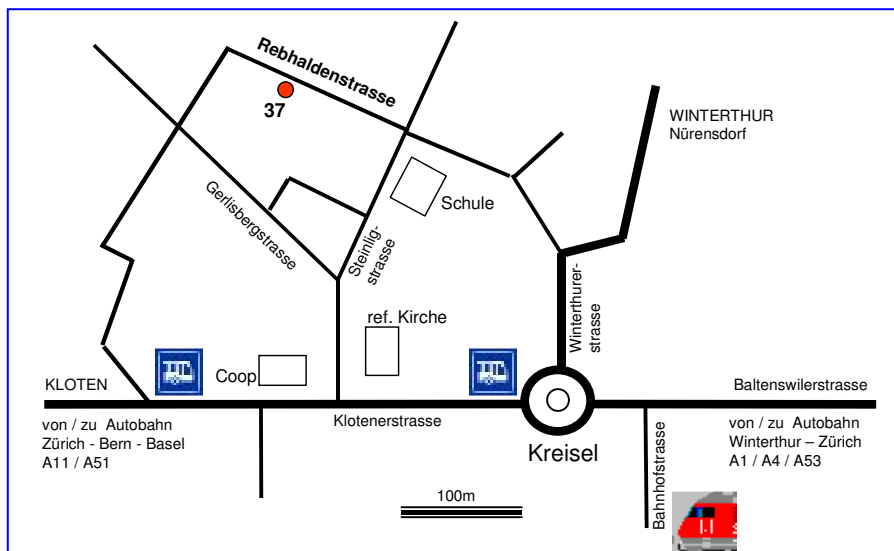 Rebhaldenstrasse
37
WINTERTHUR
Nürensdorf
Gerlisbergstrasse
Steinlig-
strasse
Schule
Winterthurer-
strasse
ref. Kirche
Coop
KLOTEN
Baltenswilerstrasse
von / zu Autobahn
Zürich - Bern - Basel
A11 / A51
Klotenerstrasse
Kreisel
von / zu Autobahn
Winterthur – Zürich
A1 / A4 / A53
Bahnhofstrasse
100m